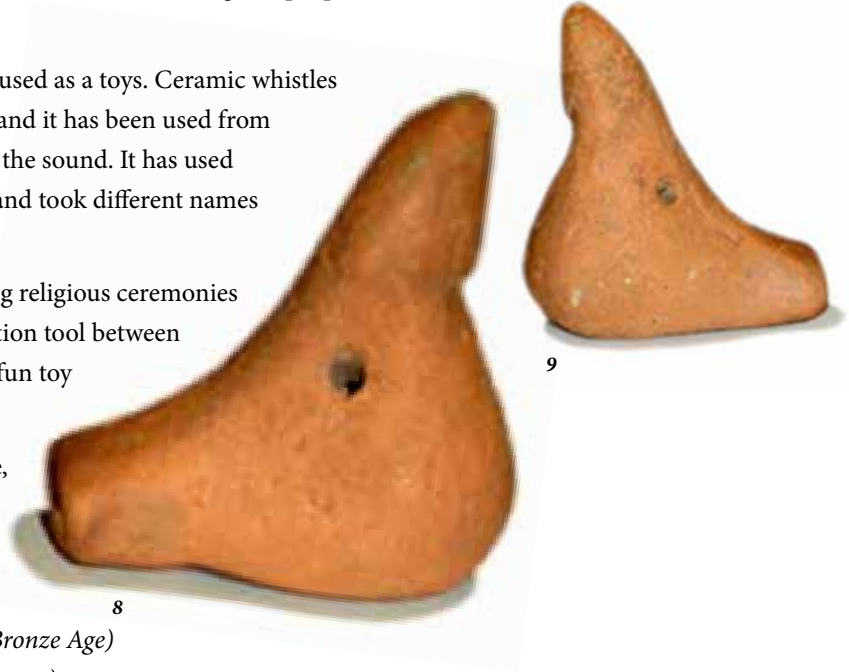 used as a toys. Ceramic whistles
and it has been used from
the sound. It has used
and took different names
g religious ceremonies
tion tool between
fun toy
9
8
Bronze Age)